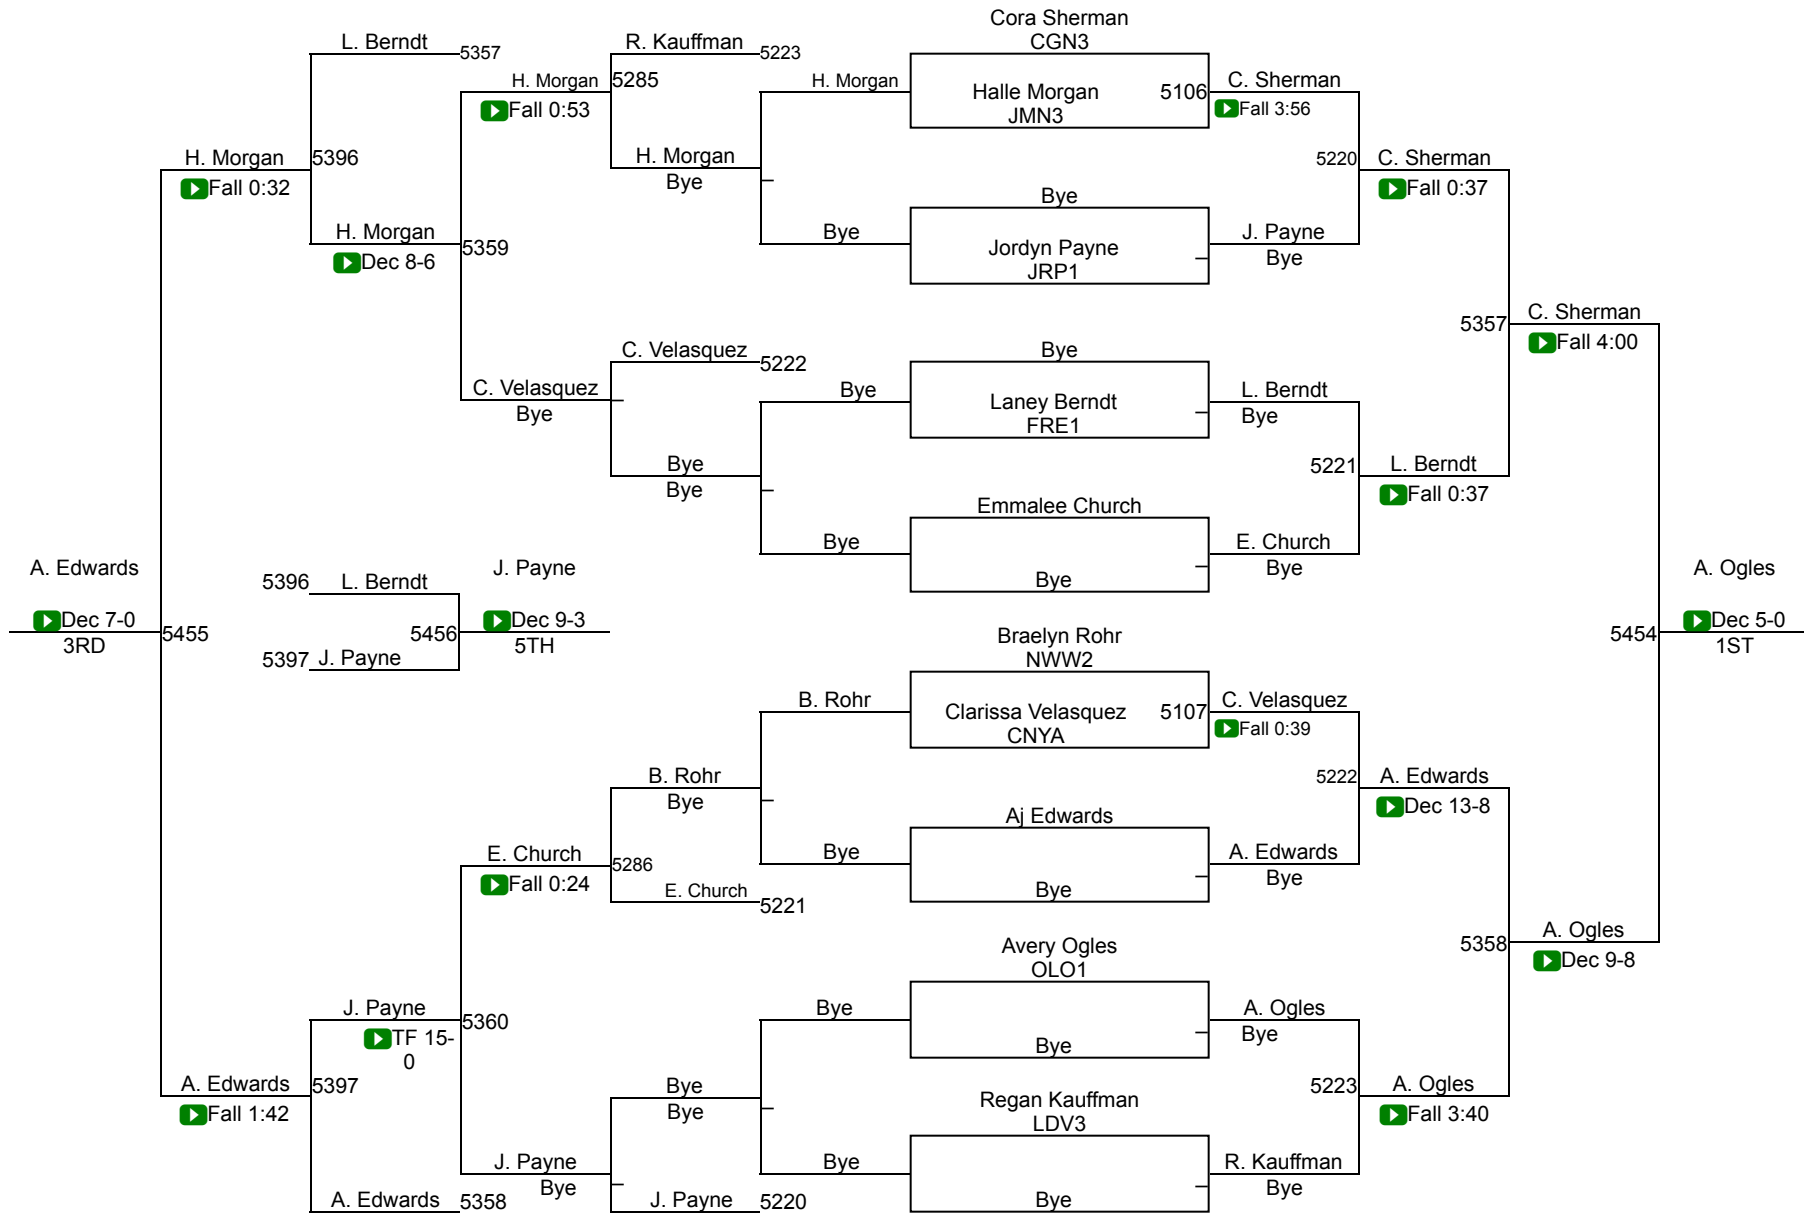 Cora Sherman
CGN3
L. Berndt
5357
R. Kauffman
5223
H. Morgan
5285
Fall 0:53
H. Morgan
Halle Morgan
JMN3
5106
C. Sherman
Fall 3:56
H. Morgan
5396
Fall 0:32
H. Morgan
Bye
5220
C. Sherman
Fall 0:37
Bye
H. Morgan
Dec 8-6
5359
Bye
Jordyn Payne
JRP1
J. Payne
Bye
5357
C. Sherman
Fall 4:00
C. Velasquez
5222
Bye
C. Velasquez
Bye
Bye
Laney Berndt
FRE1
L. Berndt
Bye
Bye
Bye
5221
L. Berndt
Fall 0:37
Emmalee Church
Bye
Bye
E. Church
Bye
A. Edwards
Dec 7-0
3RD
5455
5396
L. Berndt
5397
J. Payne
5456
J. Payne
Dec 9-3
5TH
5454
A. Ogles
Dec 5-0
1ST
Braelyn Rohr
NWW2
B. Rohr
Clarissa Velasquez
CNYA
5107
C. Velasquez
Fall 0:39
B. Rohr
Bye
5222
A. Edwards
Dec 13-8
Aj Edwards
E. Church
Fall 0:24
5286
Bye
Bye
A. Edwards
Bye
E. Church
5221
5358
A. Ogles
Dec 9-8
Avery Ogles
OLO1
J. Payne
TF 15-
0
5360
Bye
Bye
A. Ogles
Bye
A. Edwards
5397
Fall 1:42
Bye
Bye
5223
A. Ogles
Fall 3:40
Regan Kauffman
LDV3
J. Payne
Bye
Bye
Bye
R. Kauffman
Bye
A. Edwards
5358
J. Payne
5220